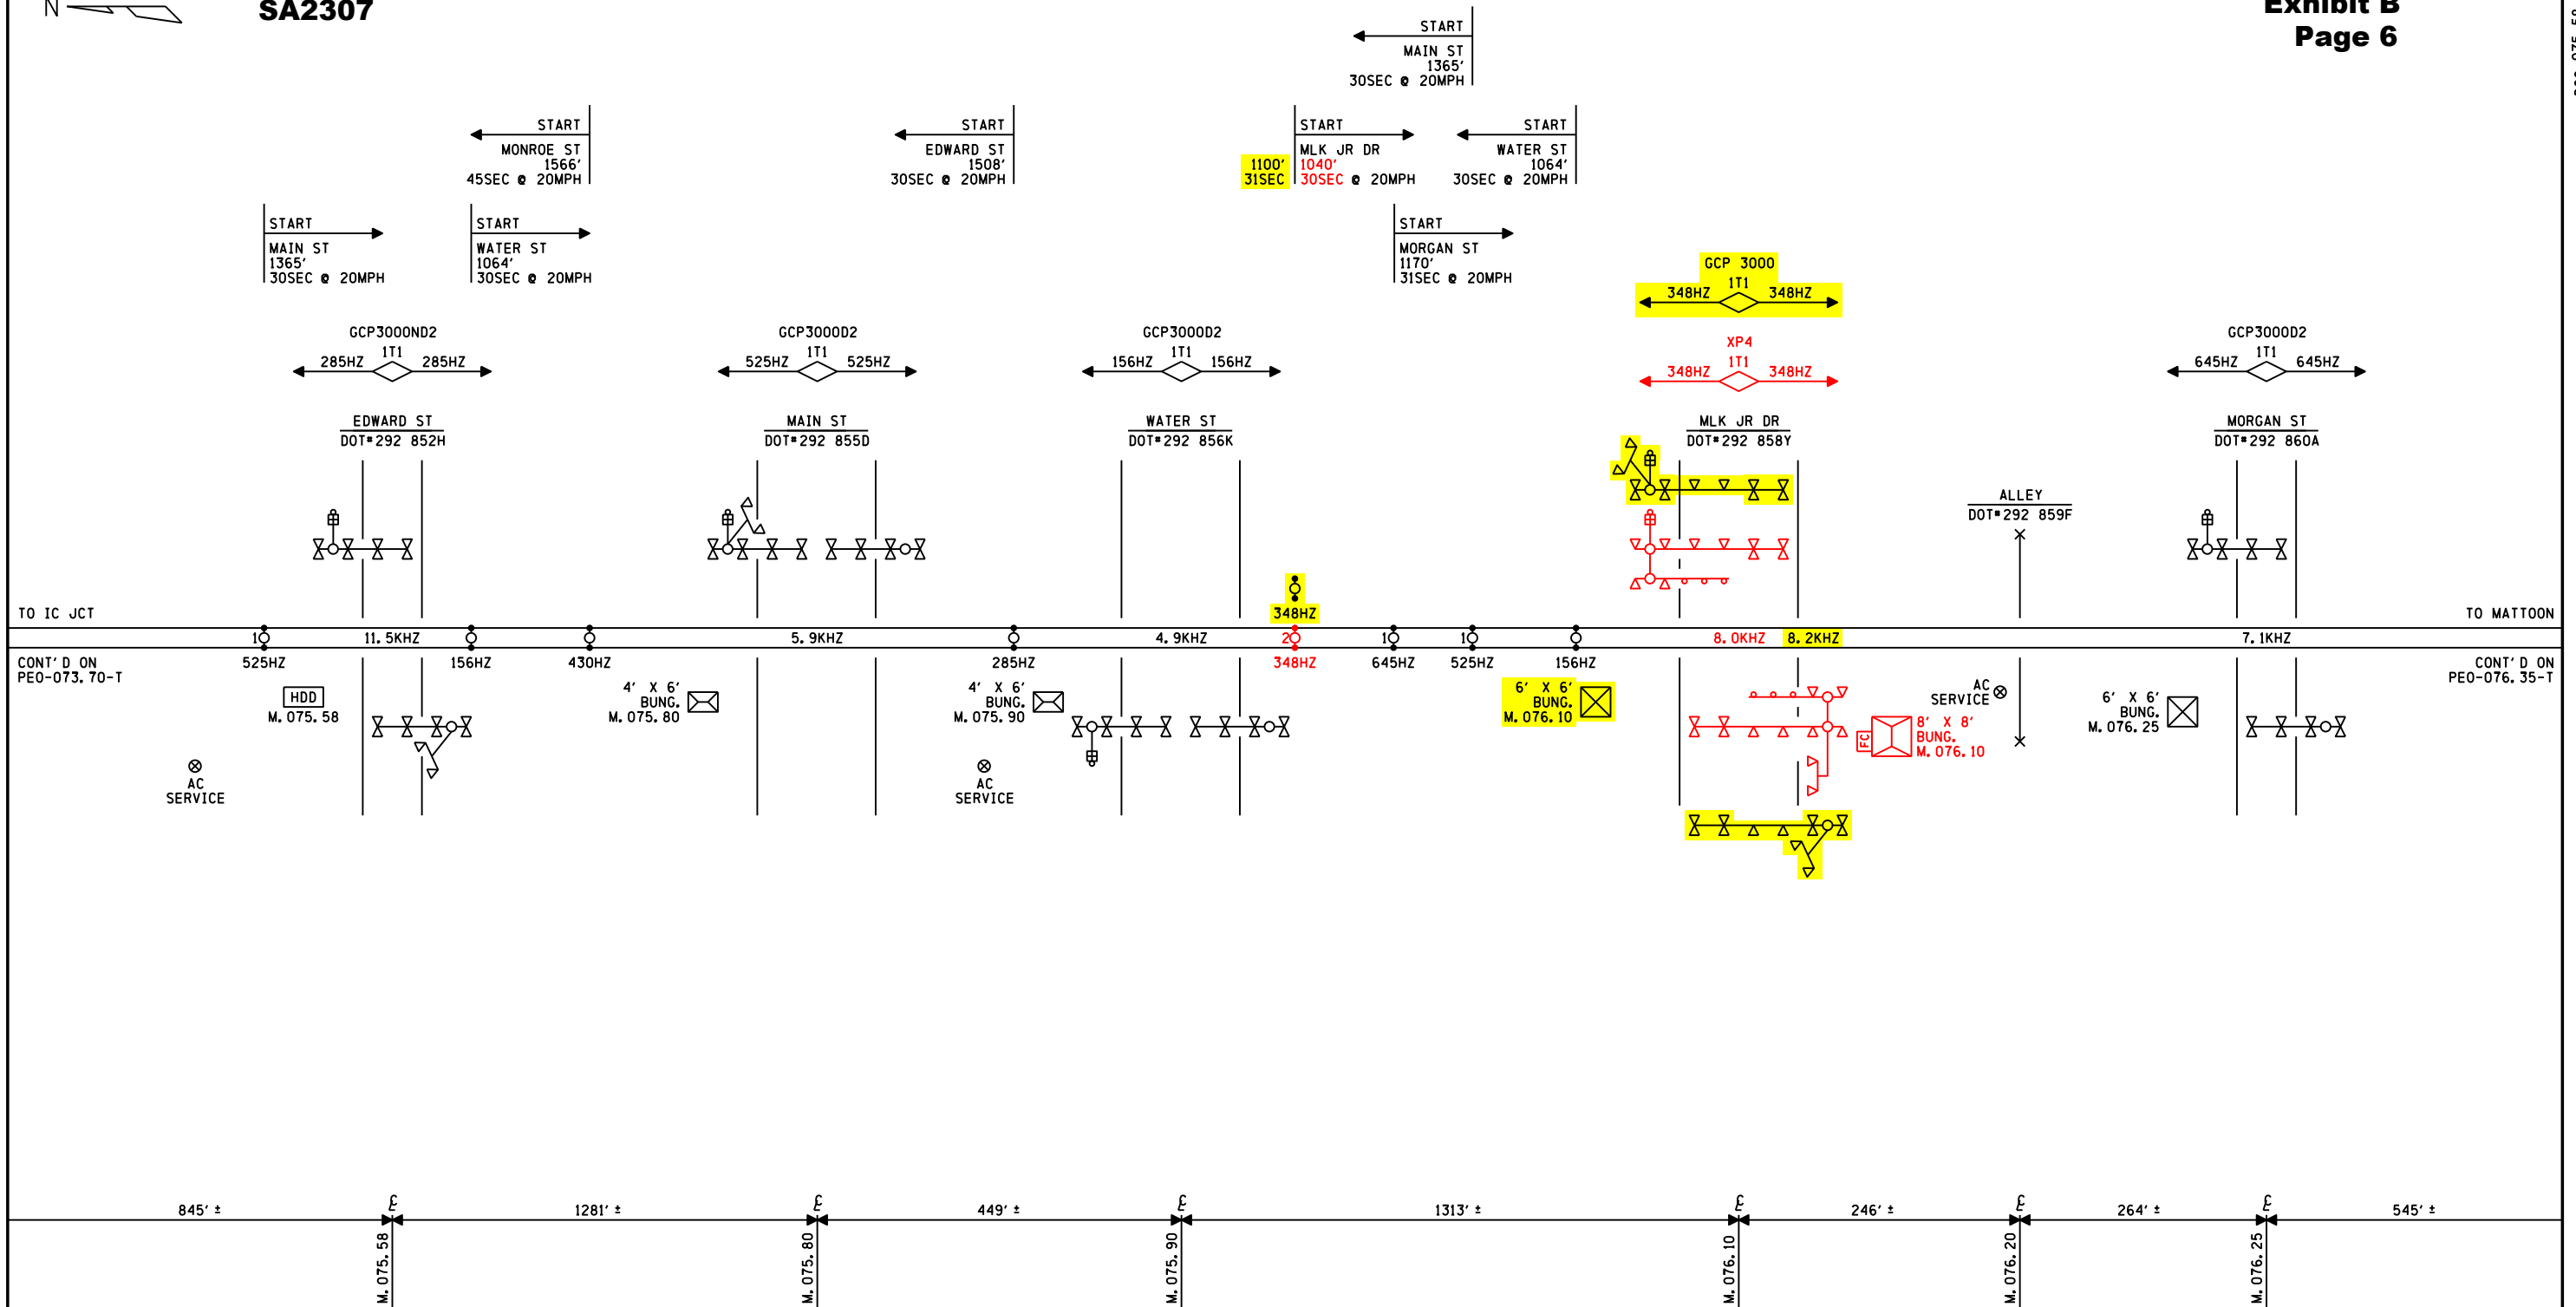 N
SA2307
Exhibit B
Page 6
START
MAIN ST
1365'
30SEC @ 20MPH
START
MONROE ST
1566'
45SEC @ 20MPH
START
EDWARD ST
1508'
30SEC @ 20MPH
1100'
31SEC
START
MLK JR DR
1040'
30SEC @ 20MPH
START
WATER ST
1064'
30SEC @ 20MPH
START
MAIN ST
1365'
30SEC @ 20MPH
START
WATER ST
1064'
30SEC @ 20MPH
START
MORGAN ST
1170'
31SEC @ 20MPH
GCP 3000
1T1
348HZ 348HZ
GCP3000ND2
1T1
285HZ 285HZ
GCP3000D2
1T1
525HZ 525HZ
GCP3000D2
1T1
156HZ 156HZ
XP4
1T1
348HZ 348HZ
GCP3000D2
1T1
645HZ 645HZ
EDWARD ST
DOT#292 852H
MAIN ST
DOT#292 855D
WATER ST
DOT#292 856K
MLK JR DR
DOT#292 858Y
MORGAN ST
DOT#292 860A
ALLEY
DOT#292 859F
TO IC JCT
348HZ
TO MATTOON
1 11.5KHZ 5.9KHZ 4.9KHZ 2 1 1 8.0KHZ 8.2KHZ 7.1KHZ
525HZ 156HZ 430HZ 285HZ 348HZ 645HZ 525HZ 156HZ
CONT'D ON
PEO-073.70-T
CONT'D ON
PEO-076.35-T
HDD
M.075.58
4' X 6'
BUNG.
M.075.80
4' X 6'
BUNG.
M.075.90
6' X 6'
BUNG.
M.076.10
AC
SERVICE
FC
8' X 8'
BUNG.
M.076.10
6' X 6'
BUNG.
M.076.25
AC
SERVICE
AC
SERVICE
845' ± 1281' ± 449' ± 1313' ± 246' ± 264' ± 545' ±
M.075.58
M.075.80
M.075.90
M.076.10
M.076.20
M.076.25